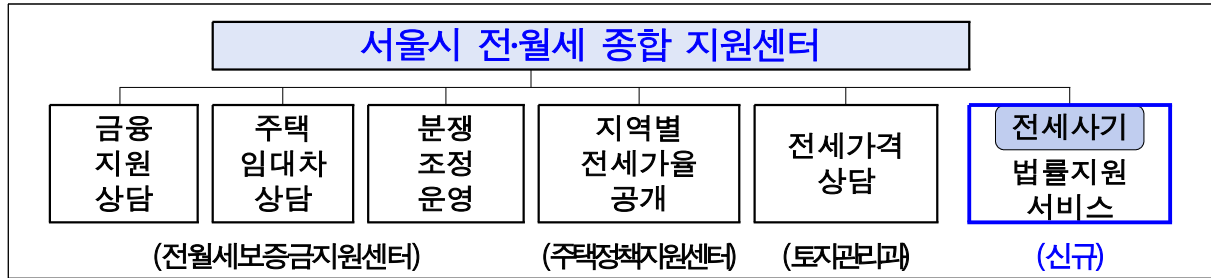 서울시 전·월세 종합 지원센터
금융
지원
상담
주택
임대차
상담
분쟁
조정
운영
지역별
전세가율
공개
전세가격
상담
전세사기
법률지원
서비스
(전월세보증금지원센터)
(주택정책지원센터)
(토지관리과)
(신규)